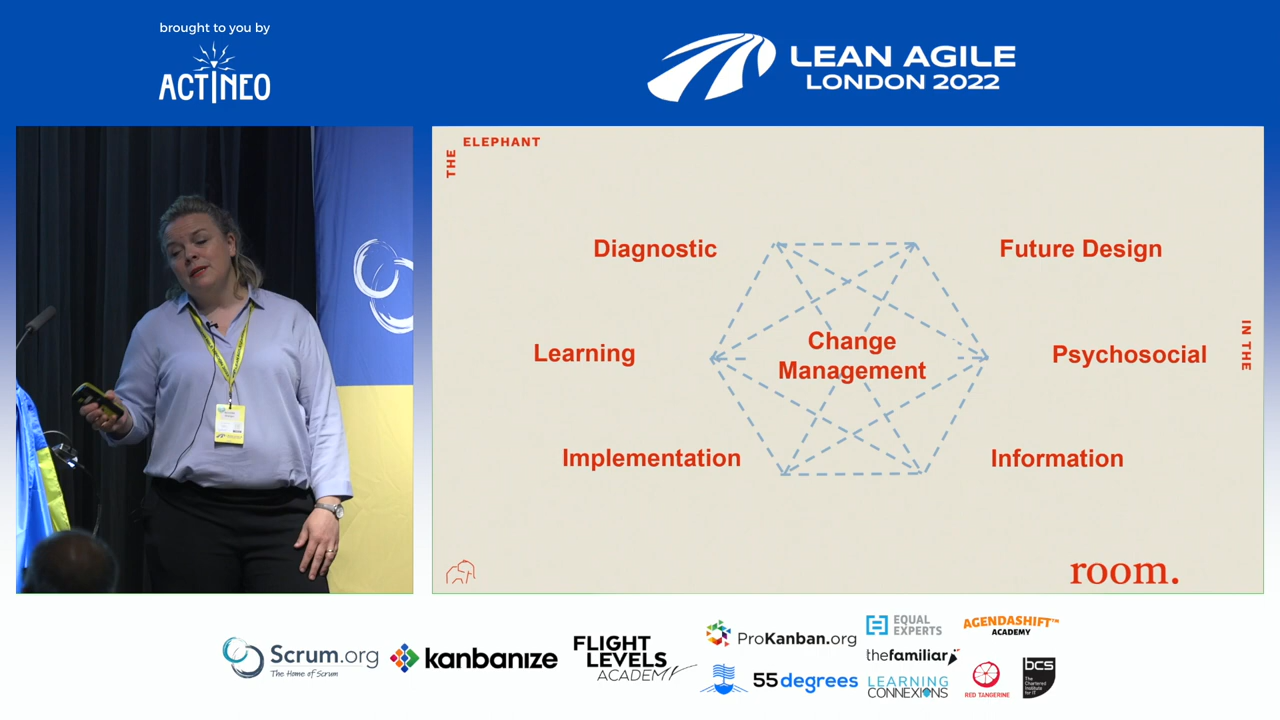 brought to you by
ACTINEO
LEAN AGILE
LONDON 2022
THE
ELEPHANT
Diagnostic
Future Design
Learning
Change
Management
Psychosocial
IN THE
Implementation
Information
room.
Scrum.org
The Home of Scrum
kanbanize
FLIGHT
LEVELS
ACADEMY
ProKanban.org
55degrees
EQUAL
EXPERTS
thefamiliar
LEARNING
CONNEXIONS
AGENDASHIFT™
ACADEMY
RED TANGERINE
bcs
The
Chartered
Institute
for IT